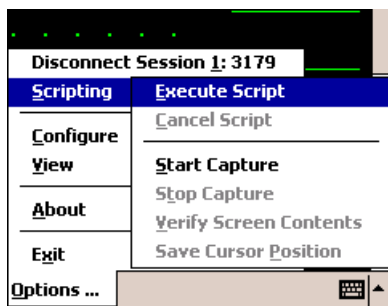 Disconnect Session 1: 3179
Scripting
Execute Script
Cancel Script
Configure
View
Start Capture
Stop Capture
About
Verify Screen Contents
Exit
Save Cursor Position
Options ...